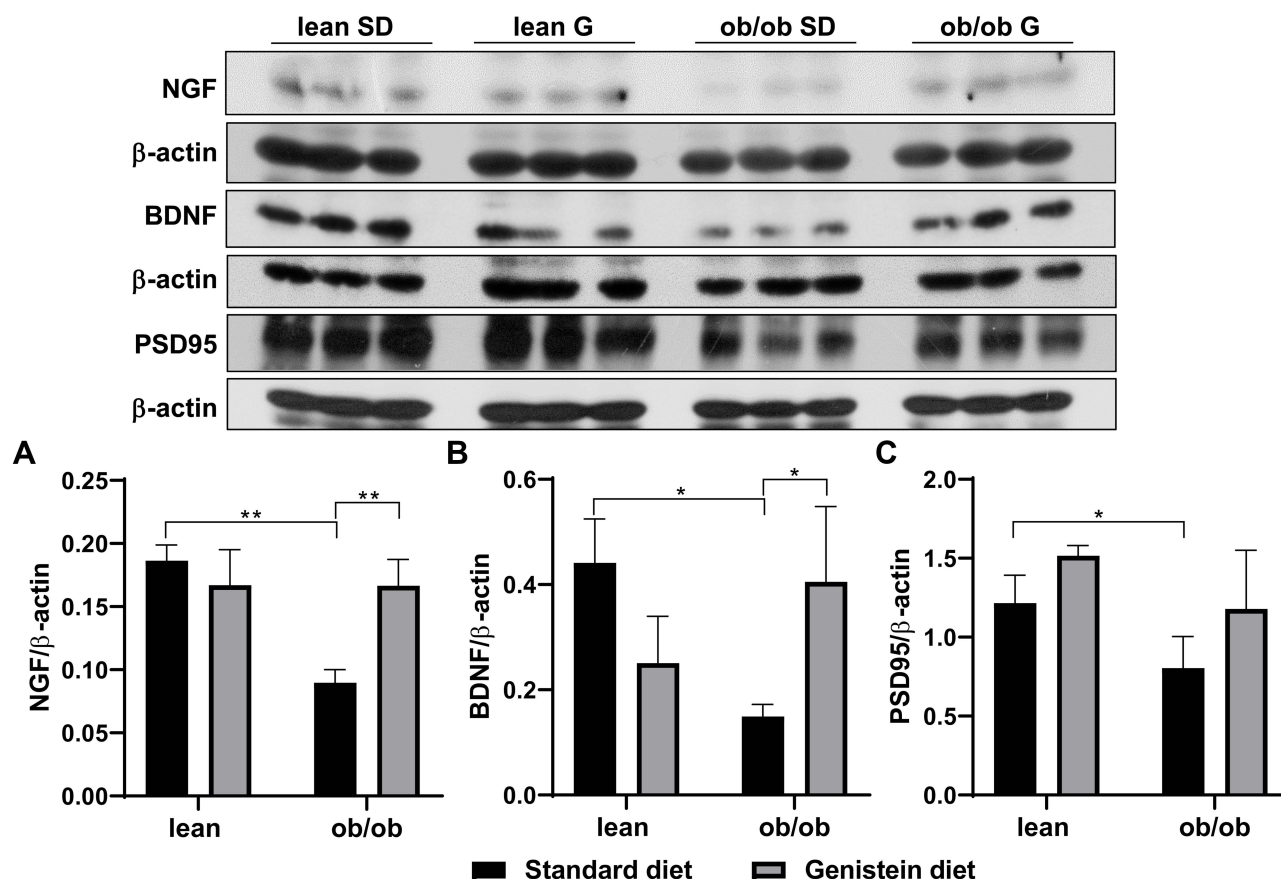 lean SD lean G ob/ob SD ob/ob G
NGF
β-actin
BDNF
β-actin
PSD95
β-actin
A B C
NGF/β-actin
0.25
0.20
0.15
0.10
0.05
0.00
** **
lean ob/ob
BDNF/β-actin
0.6
0.4
0.2
0.0
* *
lean ob/ob
PSD95/β-actin
2.0
1.5
1.0
0.5
0.0
*
lean ob/ob
Standard diet Genistein diet